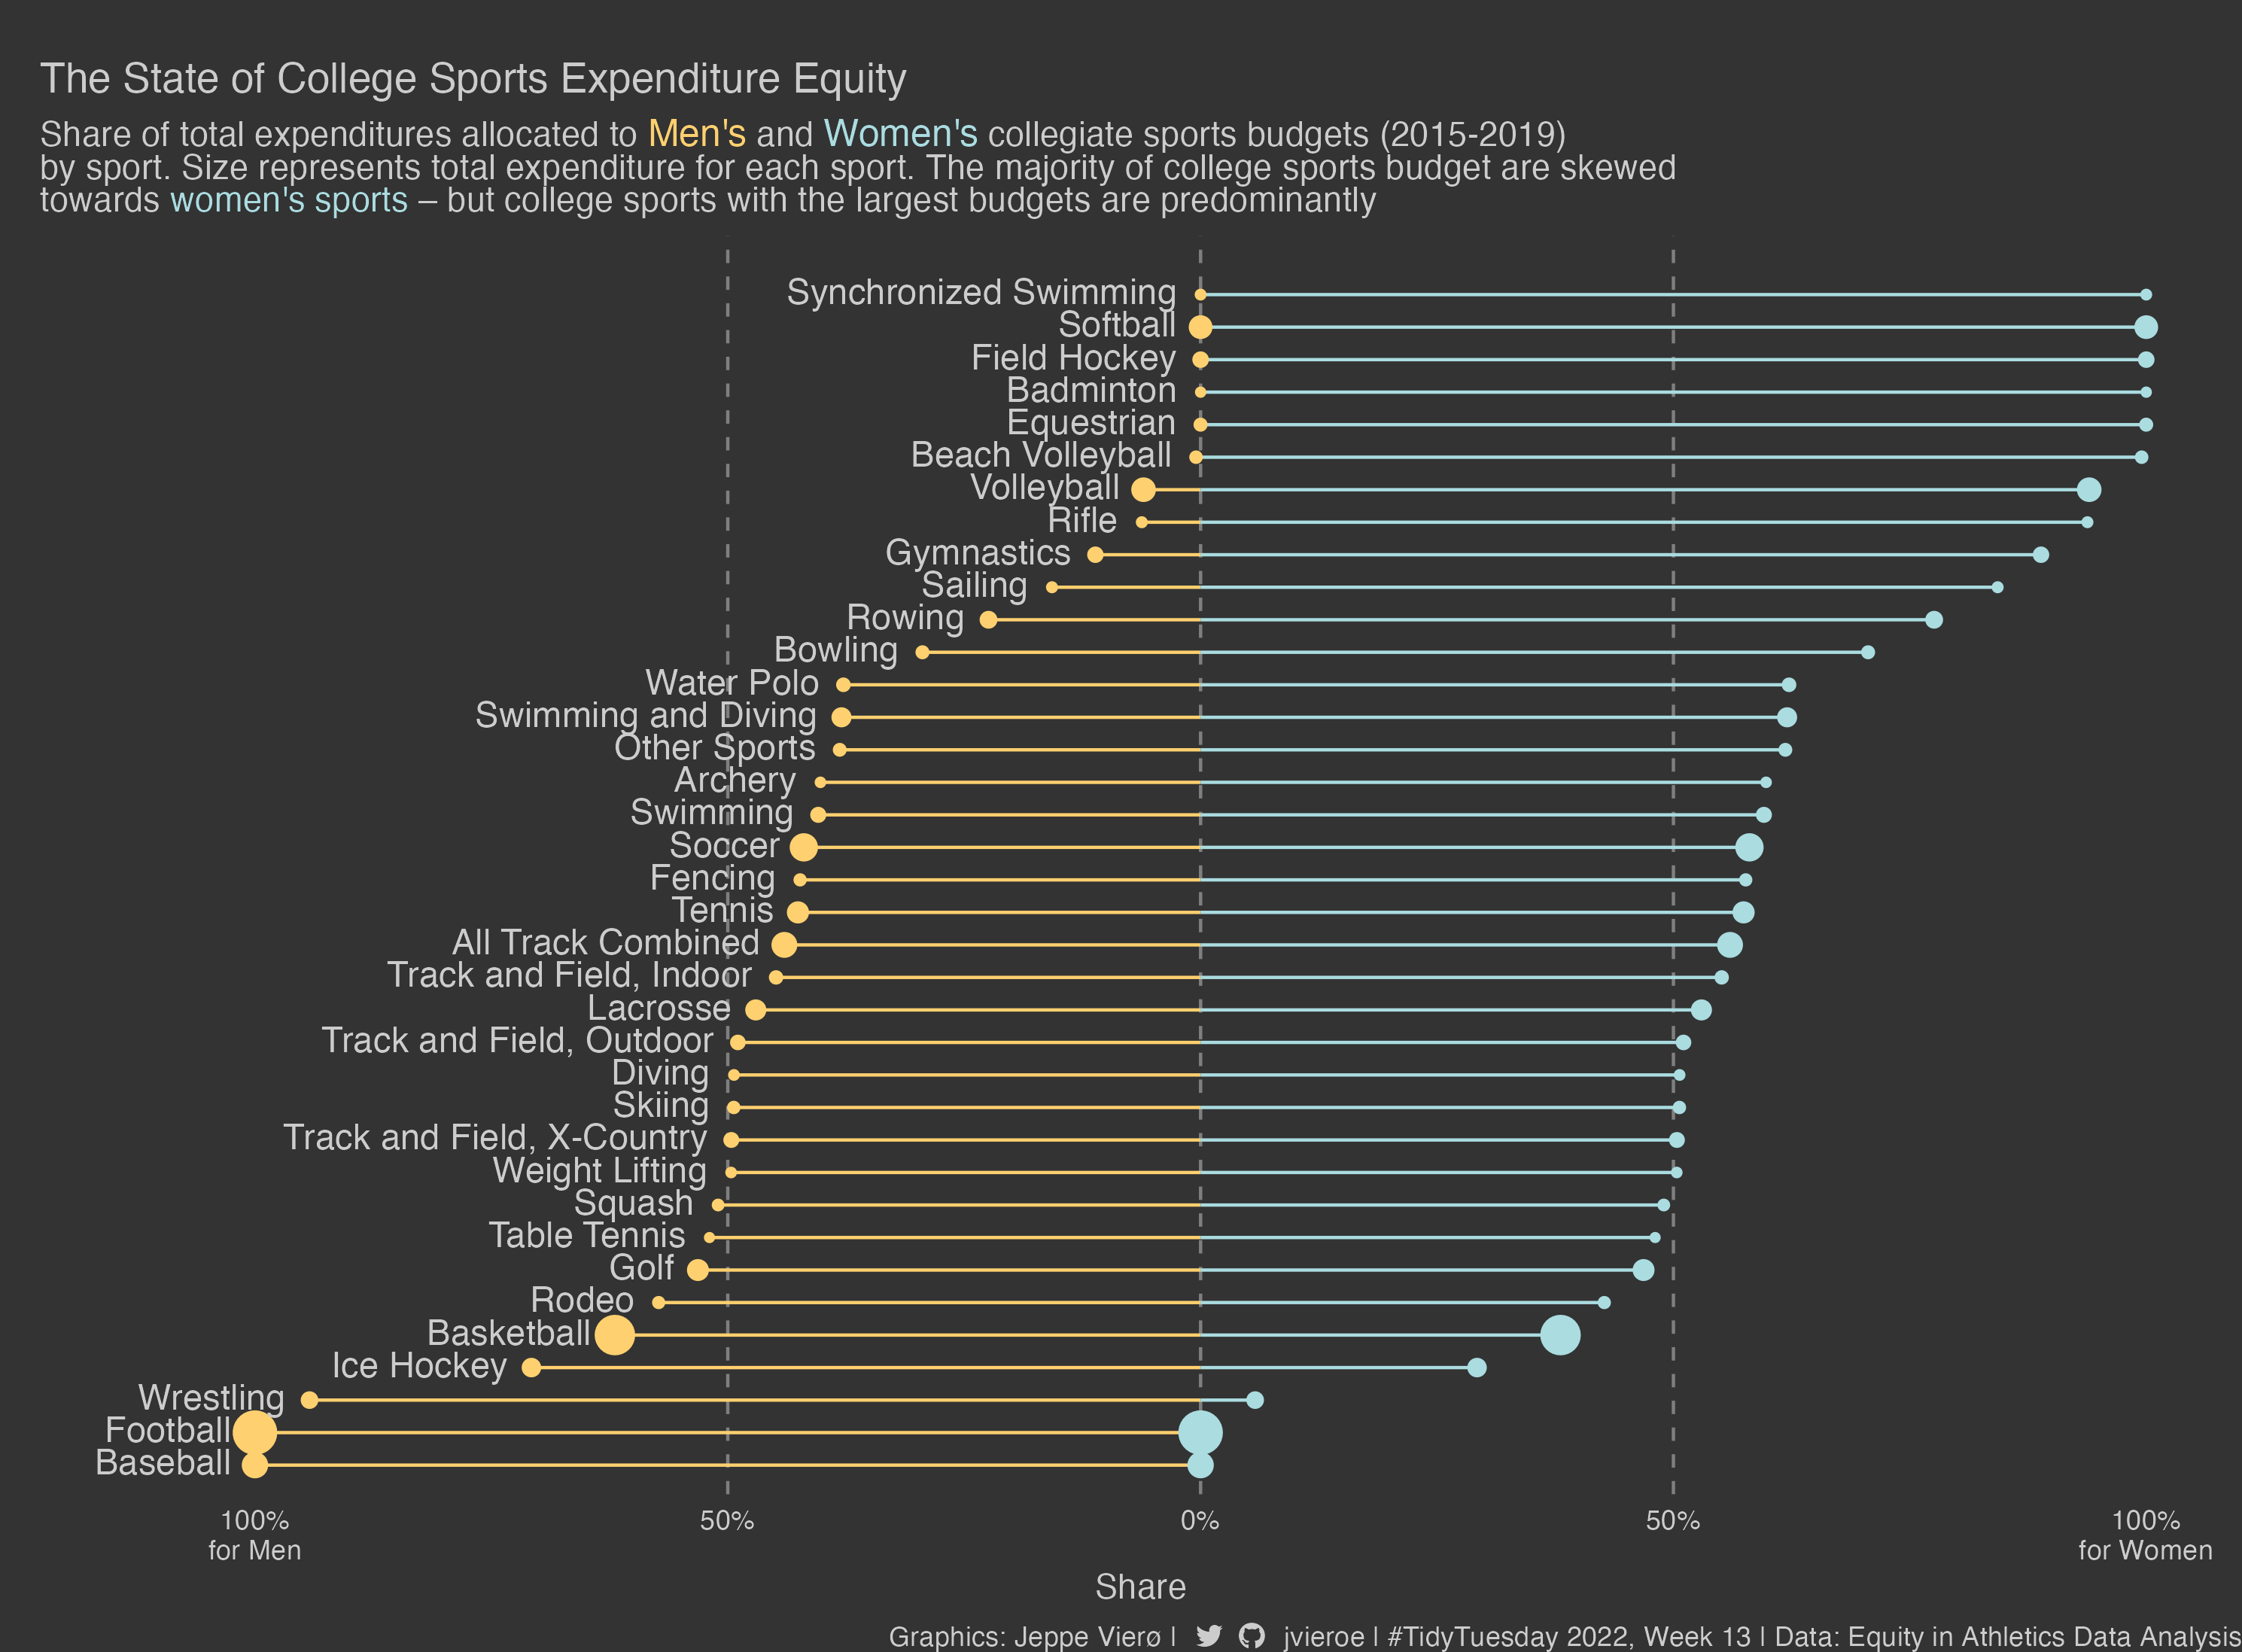 The State of College Sports Expenditure Equity
Share of total expenditures allocated to Men's and Women's collegiate sports budgets (2015-2019)
by sport. Size represents total expenditure for each sport. The majority of college sports budget are skewed
towards women's sports – but college sports with the largest budgets are predominantly
Synchronized Swimming
Softball
Field Hockey
Badminton
Equestrian
Beach Volleyball
Volleyball
Rifle
Gymnastics
Sailing
Rowing
Bowling
Water Polo
Swimming and Diving
Other Sports
Archery
Swimming
Soccer
Fencing
Tennis
All Track Combined
Track and Field, Indoor
Lacrosse
Track and Field, Outdoor
Diving
Skiing
Track and Field, X-Country
Weight Lifting
Squash
Table Tennis
Golf
Rodeo
Basketball
Ice Hockey
Wrestling
Football
Baseball
100% 50% 0% 50% 100%
for Men for Women
Share
Graphics: Jeppe Vierø | jvieroe | #TidyTuesday 2022, Week 13 | Data: Equity in Athletics Data Analysis